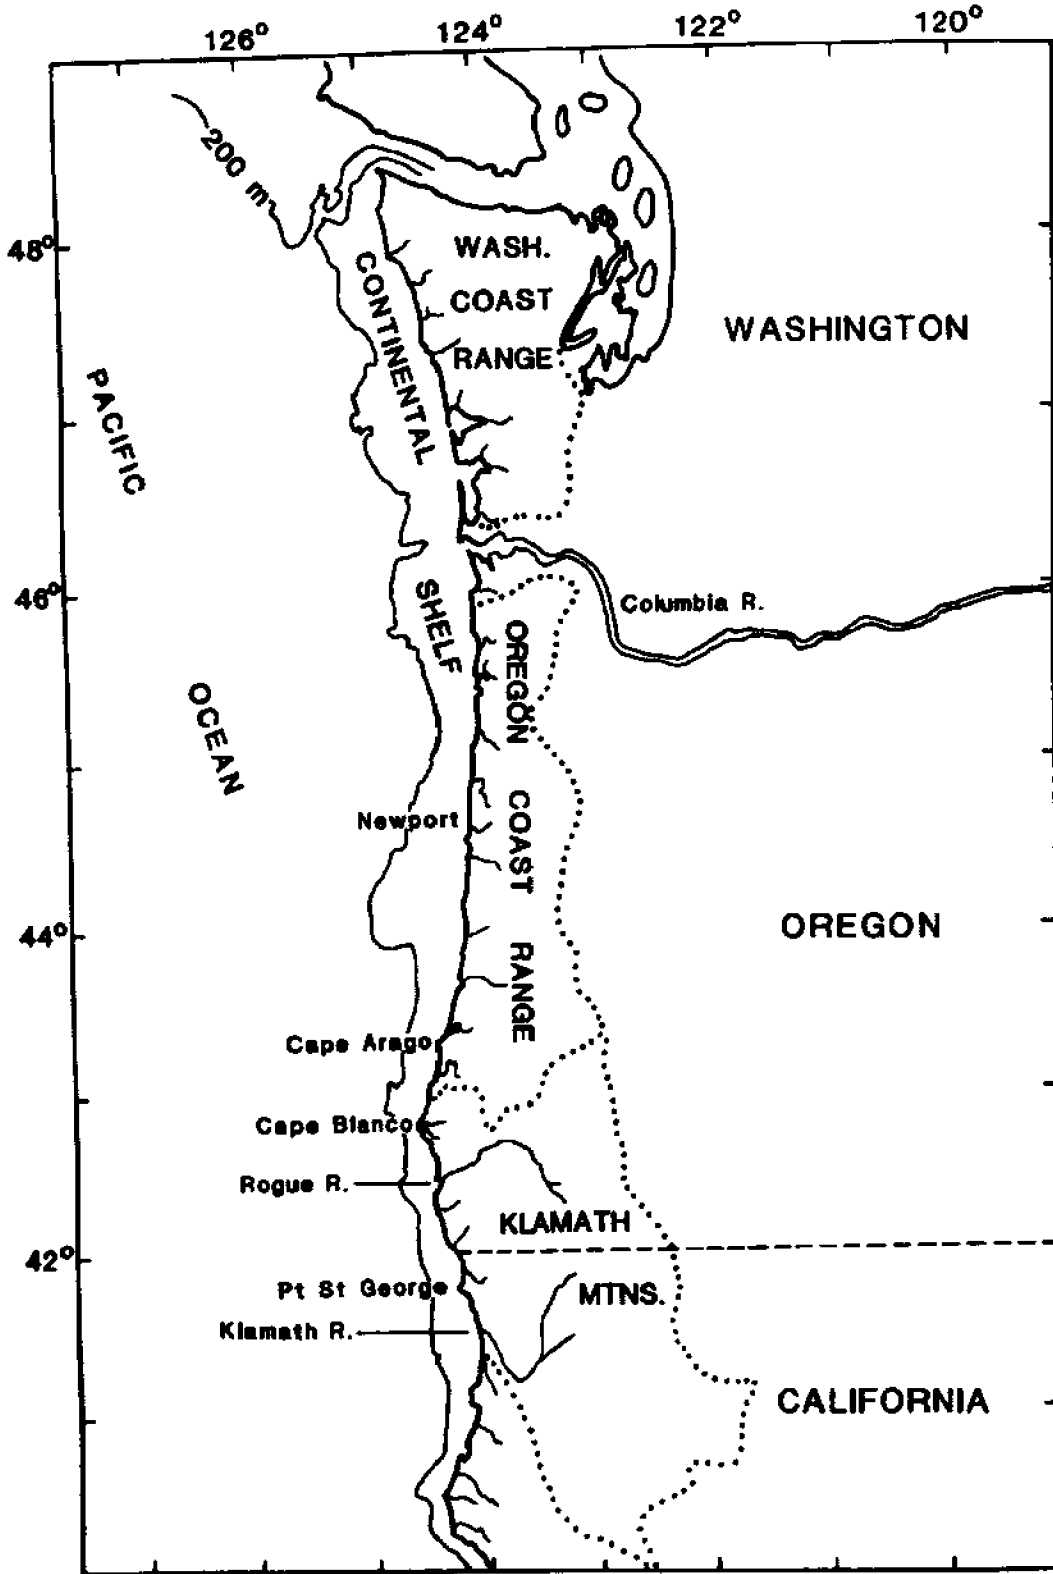 126° 124° 122° 120°
200 m
48°
WASH.
COAST
RANGE
WASHINGTON
CONTINENTAL
SHELF
PACIFIC
OCEAN
46°
Columbia R.
OREGON
COAST
RANGE
Newport
44°
OREGON
Cape Arago
Cape Blanco
Rogue R.
KLAMATH
42°
Pt St George
MTNS.
Klamath R.
CALIFORNIA